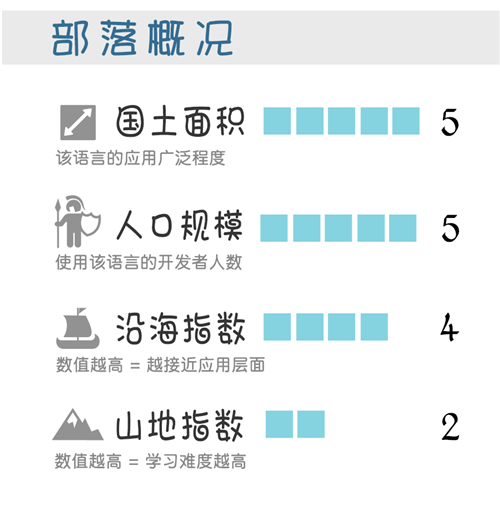 部落概况
国土面积 5
该语言的应用广泛程度
人口规模 5
使用该语言的开发者人数
沿海指数 4
数值越高 = 越接近应用层面
山地指数 2
数值越高 = 学习难度越高